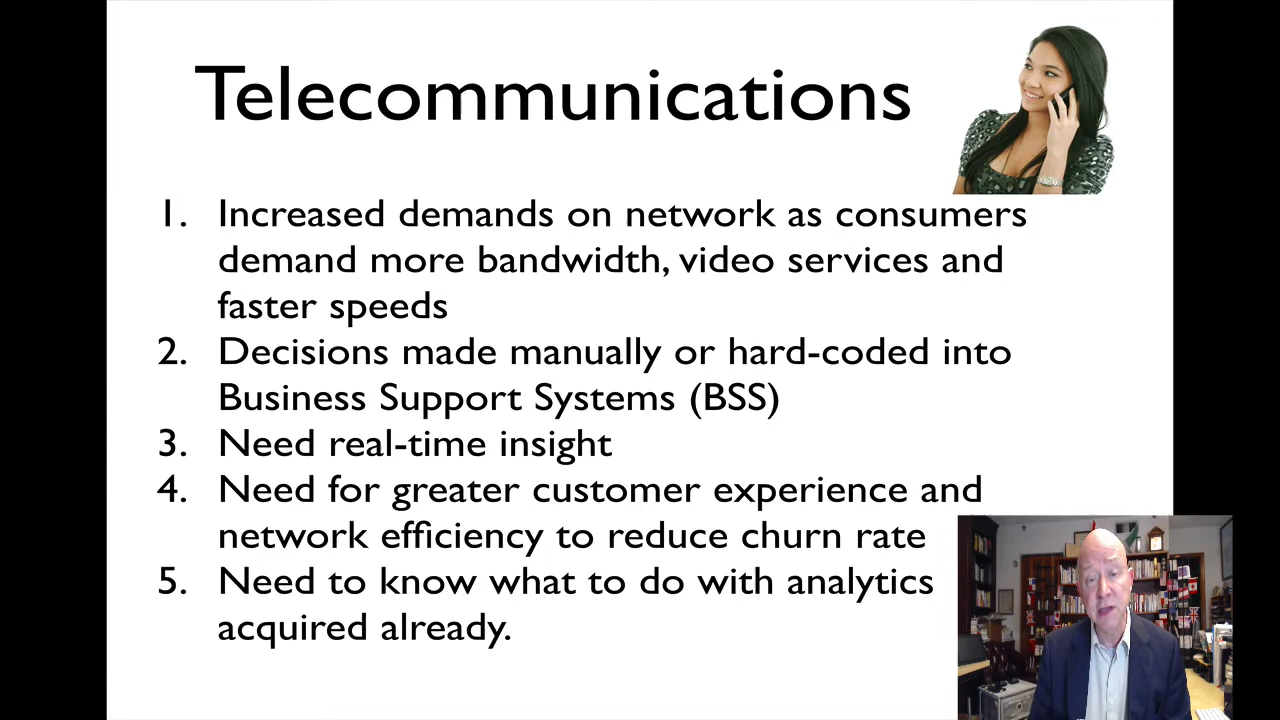 Telecommunications
1. Increased demands on network as consumers
demand more bandwidth, video services and
faster speeds
2. Decisions made manually or hard-coded into
Business Support Systems (BSS)
3. Need real-time insight
4. Need for greater customer experience and
network efficiency to reduce churn rate
5. Need to know what to do with analytics
acquired already.